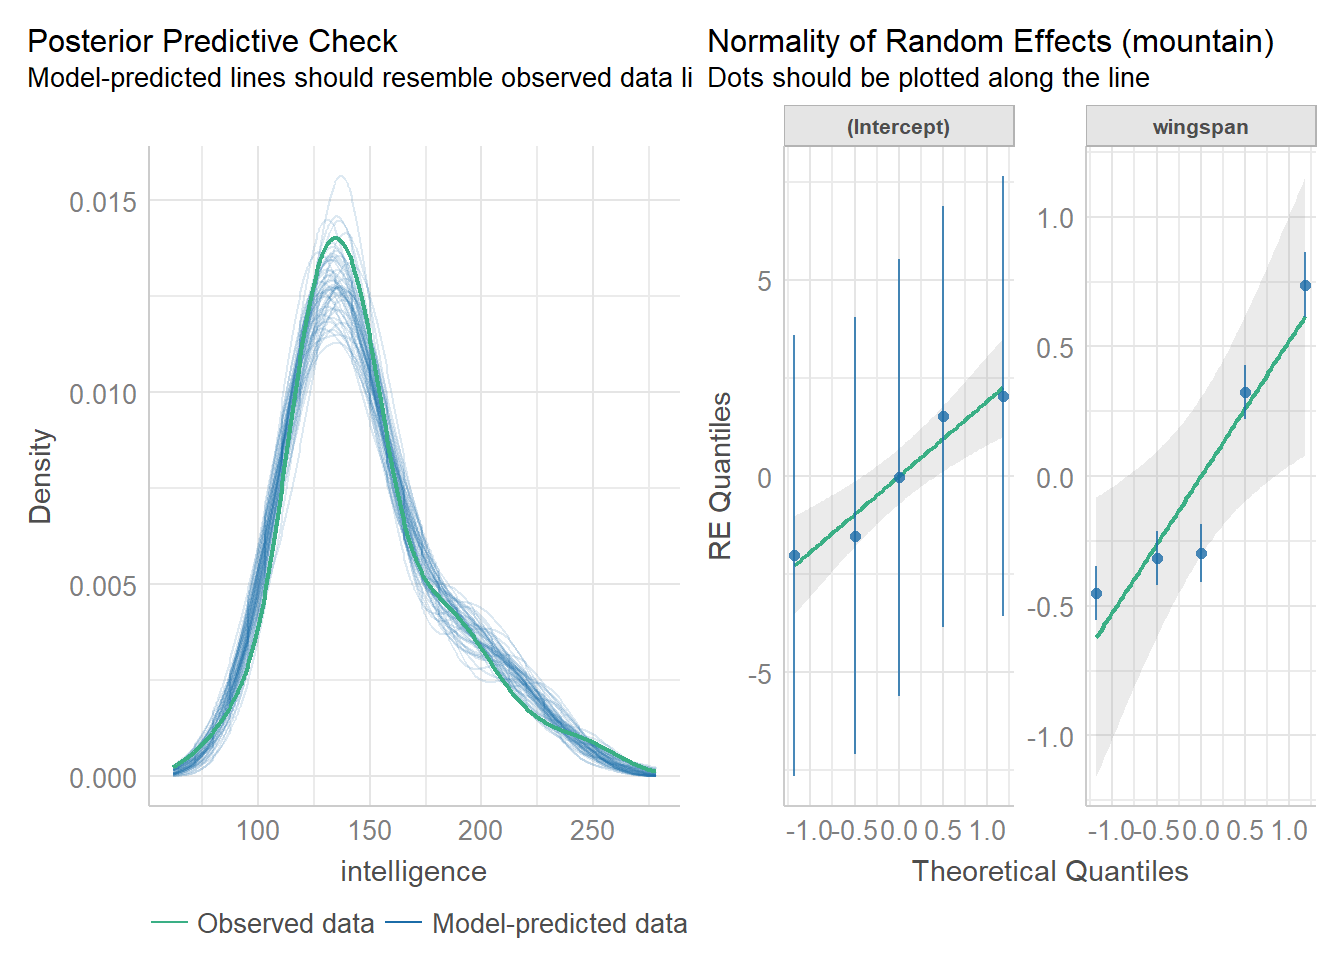 Posterior Predictive Check
Model-predicted lines should resemble observed data li
0.015
0.010
0.005
0.000
Density
100 150 200 250
intelligence
Observed data Model-predicted data
Normality of Random Effects (mountain)
Dots should be plotted along the line
(Intercept) wingspan
5
0
-5
RE Quantiles
1.0
0.5
0.0
-0.5
-1.0
-1.0 -0.5 0.0 0.5 1.0 -1.0 -0.5 0.0 0.5 1.0
Theoretical Quantiles